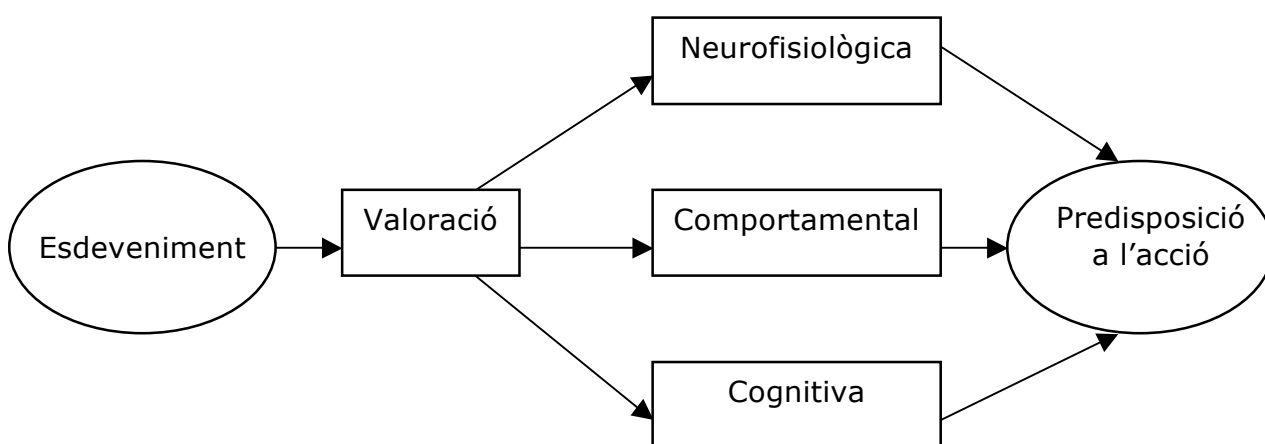 Neurofisiològica
Esdeveniment
Valoració
Comportamental
Predisposició
a l’acció
Cognitiva